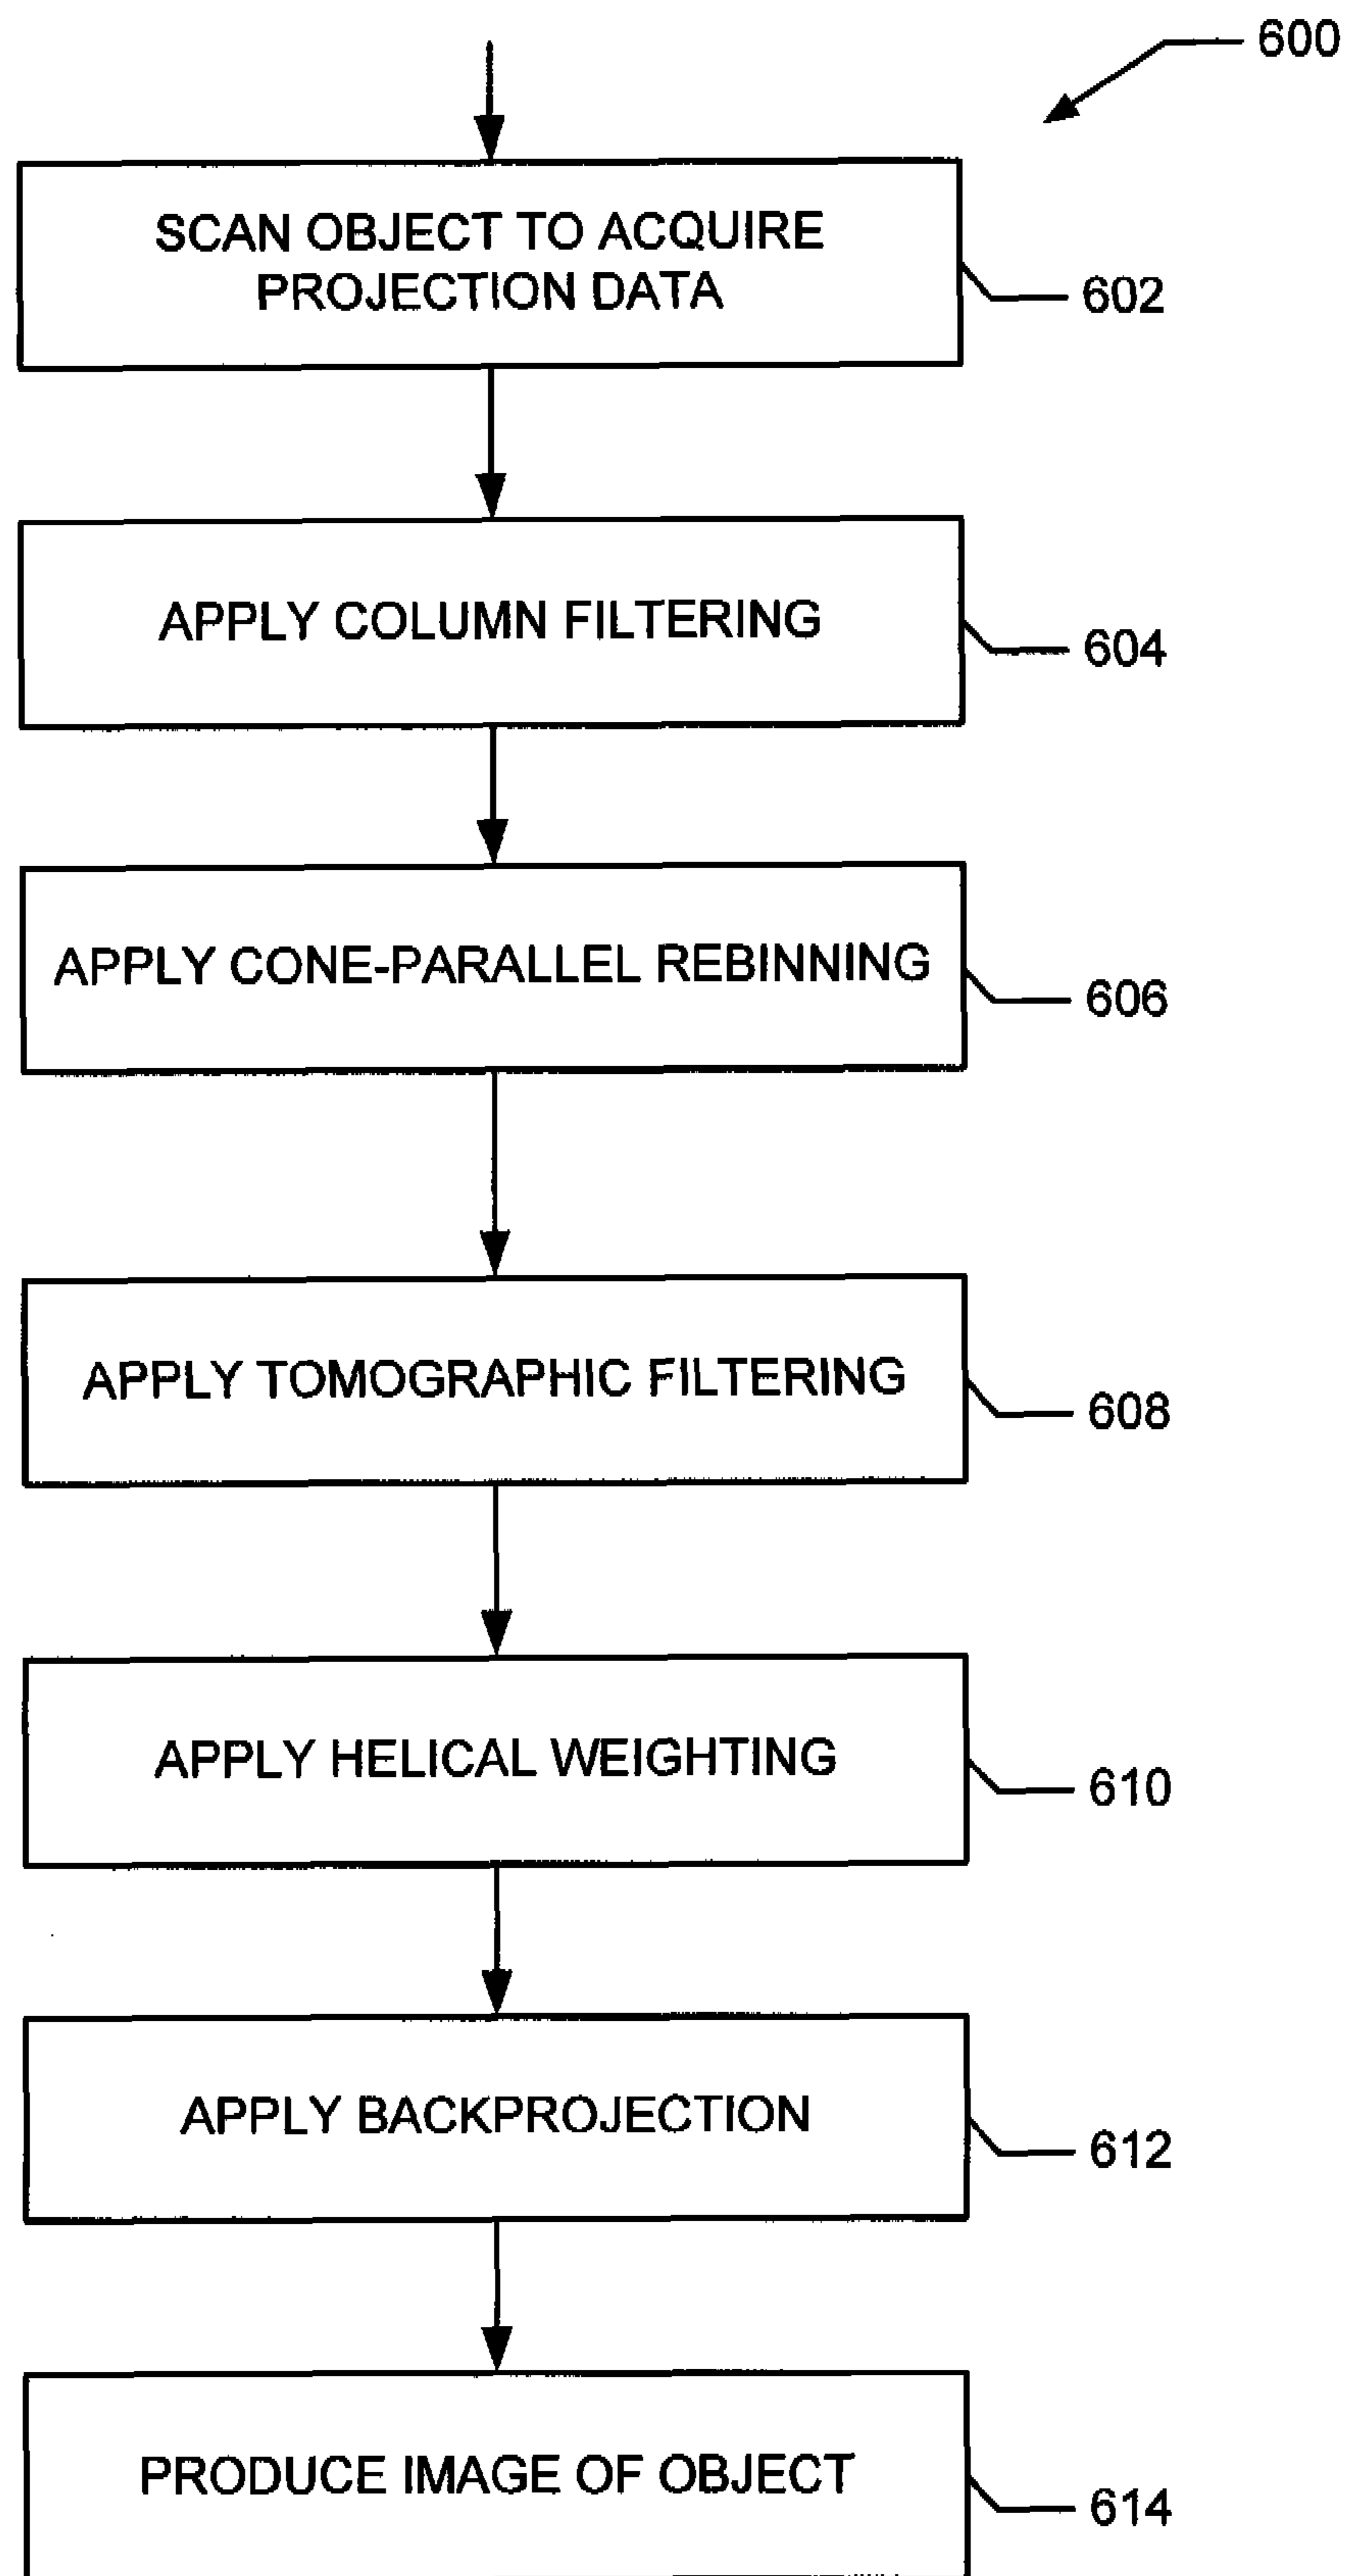 600
SCAN OBJECT TO ACQUIRE
PROJECTION DATA
602
APPLY COLUMN FILTERING
604
APPLY CONE-PARALLEL REBINNING
606
APPLY TOMOGRAPHIC FILTERING
608
APPLY HELICAL WEIGHTING
610
APPLY BACKPROJECTION
612
PRODUCE IMAGE OF OBJECT
614